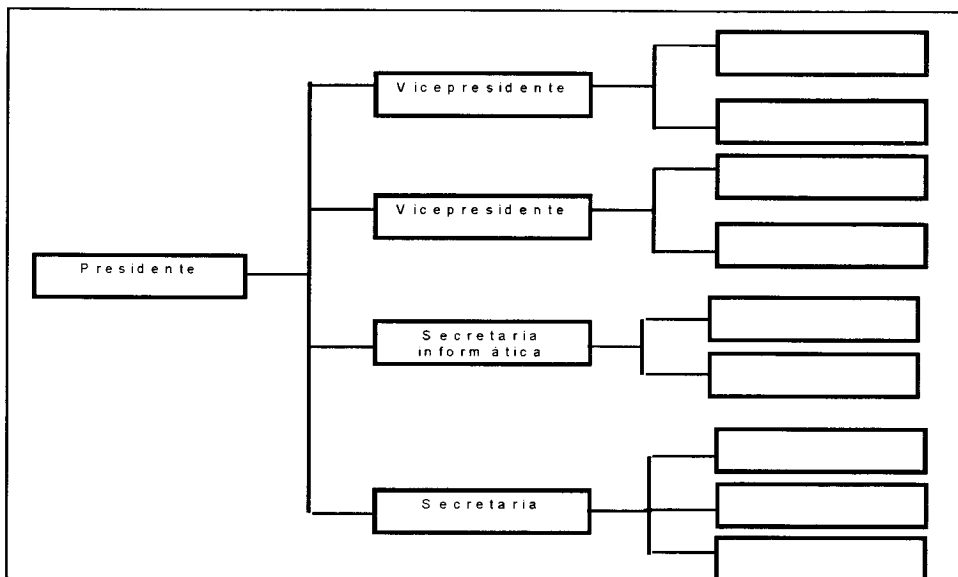 Vicepresidente
Vicepresidente
Presidente
Secretaria
informática
Secretaria